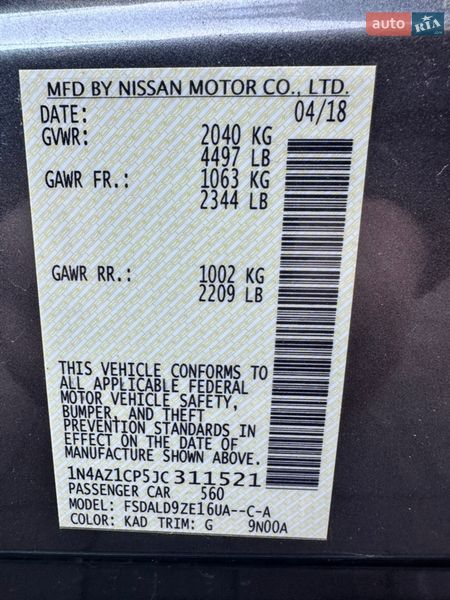 AUTO RIA
MFD BY NISSAN MOTOR CO., LTD.
DATE: 04/18
GVWR: 2040 KG
4497 LB
GAWR FR.: 1063 KG
2344 LB
GAWR RR.: 1002 KG
2209 LB
THIS VEHICLE CONFORMS TO
ALL APPLICABLE FEDERAL
MOTOR VEHICLE SAFETY,
BUMPER, AND THEFT
PREVENTION STANDARDS IN
EFFECT ON THE DATE OF
MANUFACTURE SHOWN ABOVE.
1N4AZ1CP5JC311521
PASSENGER CAR 560
MODEL: FSDALD9ZE16UA--C-A
COLOR: KAD TRIM: G 9N00A